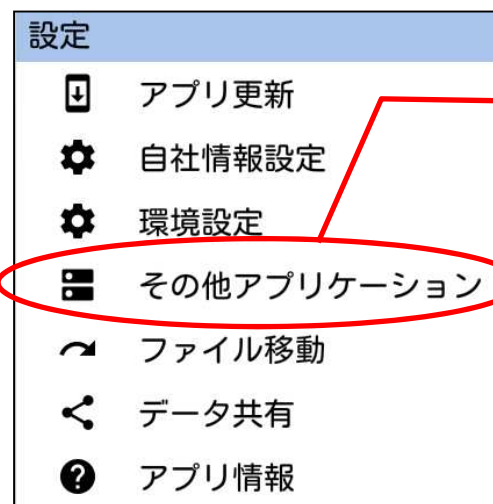 設定
アプリ更新
自社情報設定
環境設定
その他アプリケーション
ファイル移動
データ共有
アプリ情報